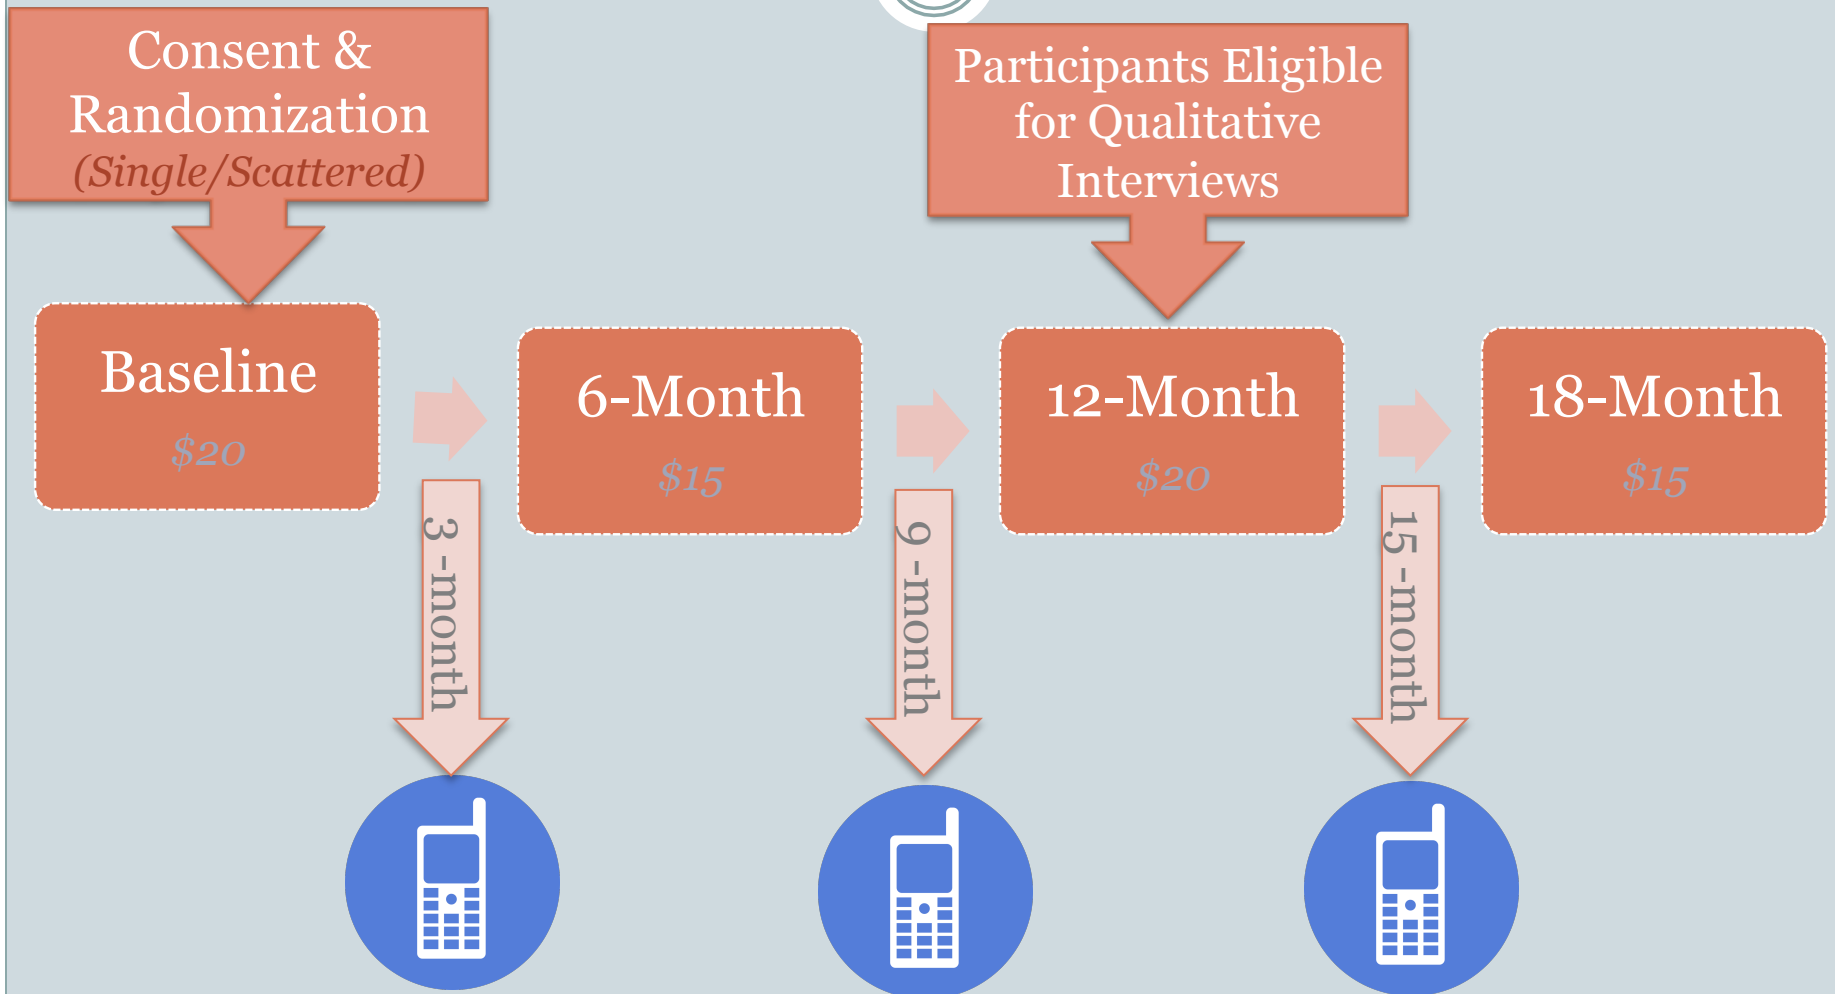 Consent &
Randomization
(Single/Scattered)
Participants Eligible
for Qualitative
Interviews
Baseline
$20
6-Month
$15
12-Month
$20
18-Month
$15
3 -month
9 -month
15 -month